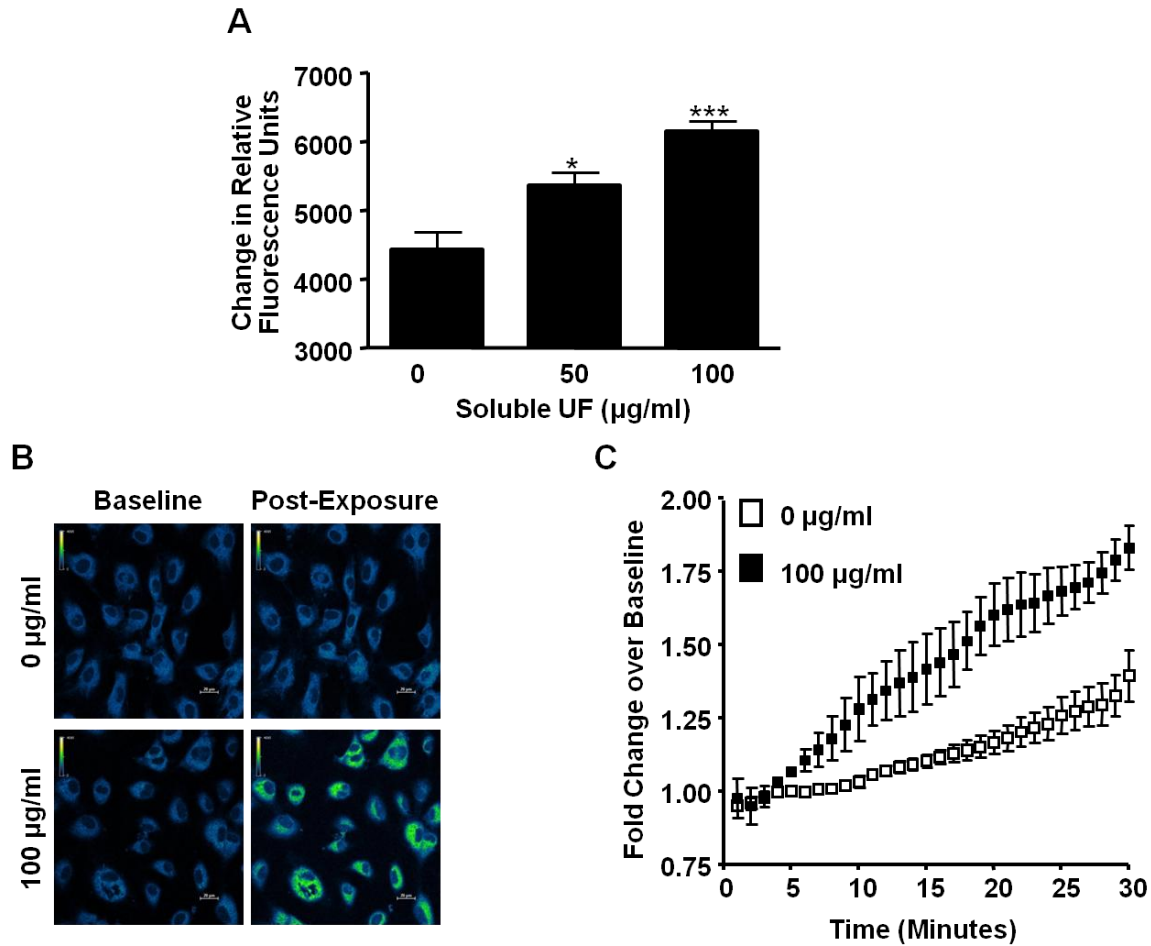 A
7000
6000
5000
4000
3000
Change in Relative
Fluorescence Units
*
***
0 50 100
Soluble UF (µg/ml)
B
Baseline Post-Exposure
0 µg/ml
100 µg/ml
C
2.00
1.75
1.50
1.25
1.00
0.75
Fold Change over Baseline
0 µg/ml
100 µg/ml
0 5 10 15 20 25 30
Time (Minutes)